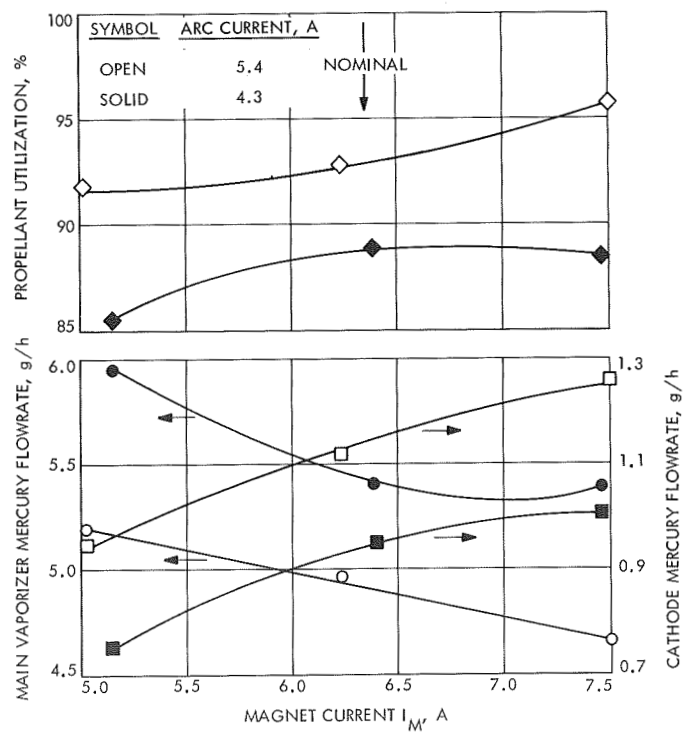 100
SYMBOL ARC CURRENT, A
OPEN 5.4 NOMINAL
SOLID 4.3
95
90
85
PROPELLANT UTILIZATION, %
6.0
5.5
5.0
4.5
MAIN VAPORIZER MERCURY FLOWRATE, g/h
1.3
1.1
0.9
0.7
CATHODE MERCURY FLOWRATE, g/h
5.0 5.5 6.0 6.5 7.0 7.5
MAGNET CURRENT I_M, A